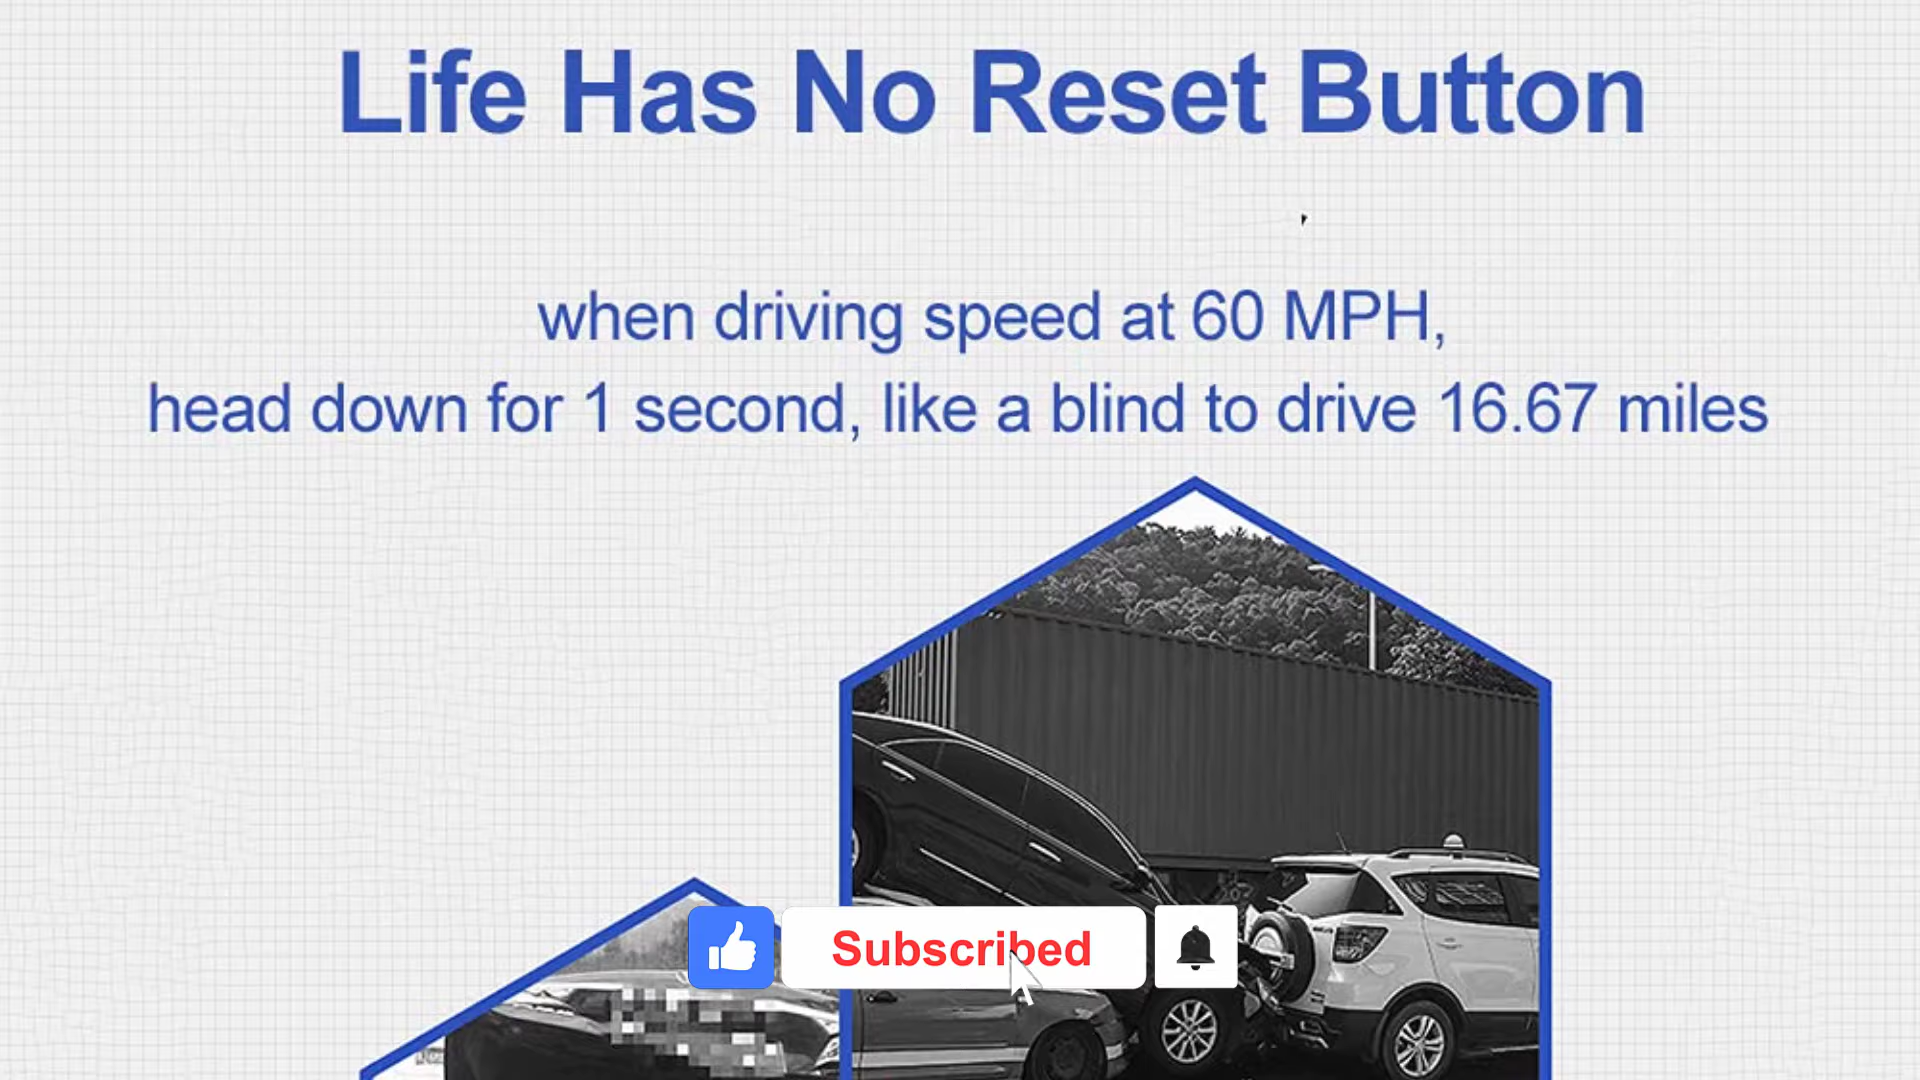 Life Has No Reset Button
when driving speed at 60 MPH,
head down for 1 second, like a blind to drive 16.67 miles
Subscribed